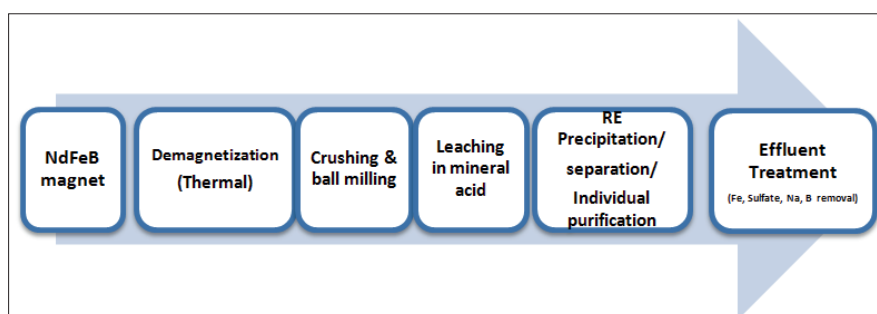 NdFeB
magnet
Demagnetization
(Thermal)
Crushing &
ball milling
Leaching
in mineral
acid
RE
Precipitation/
separation/
Individual
purification
Effluent
Treatment
(Fe, Sulfate, Na, B removal)